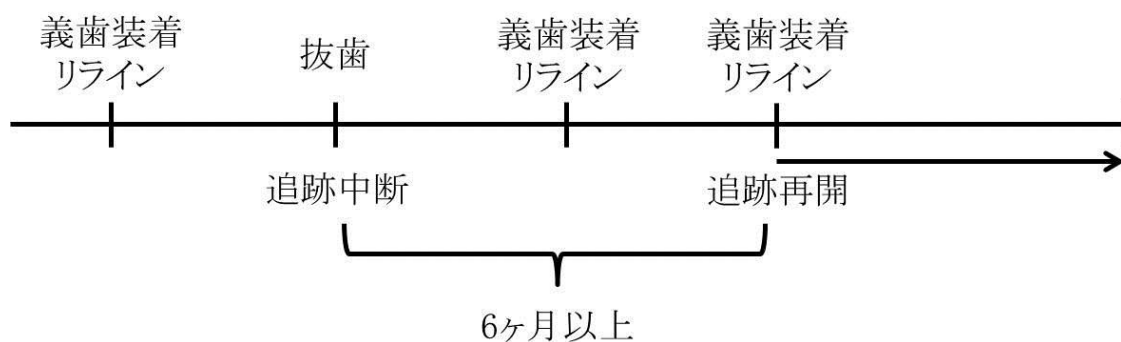 義歯装着
リライン
抜歯
義歯装着
リライン
義歯装着
リライン
追跡中断
追跡再開
6ヶ月以上